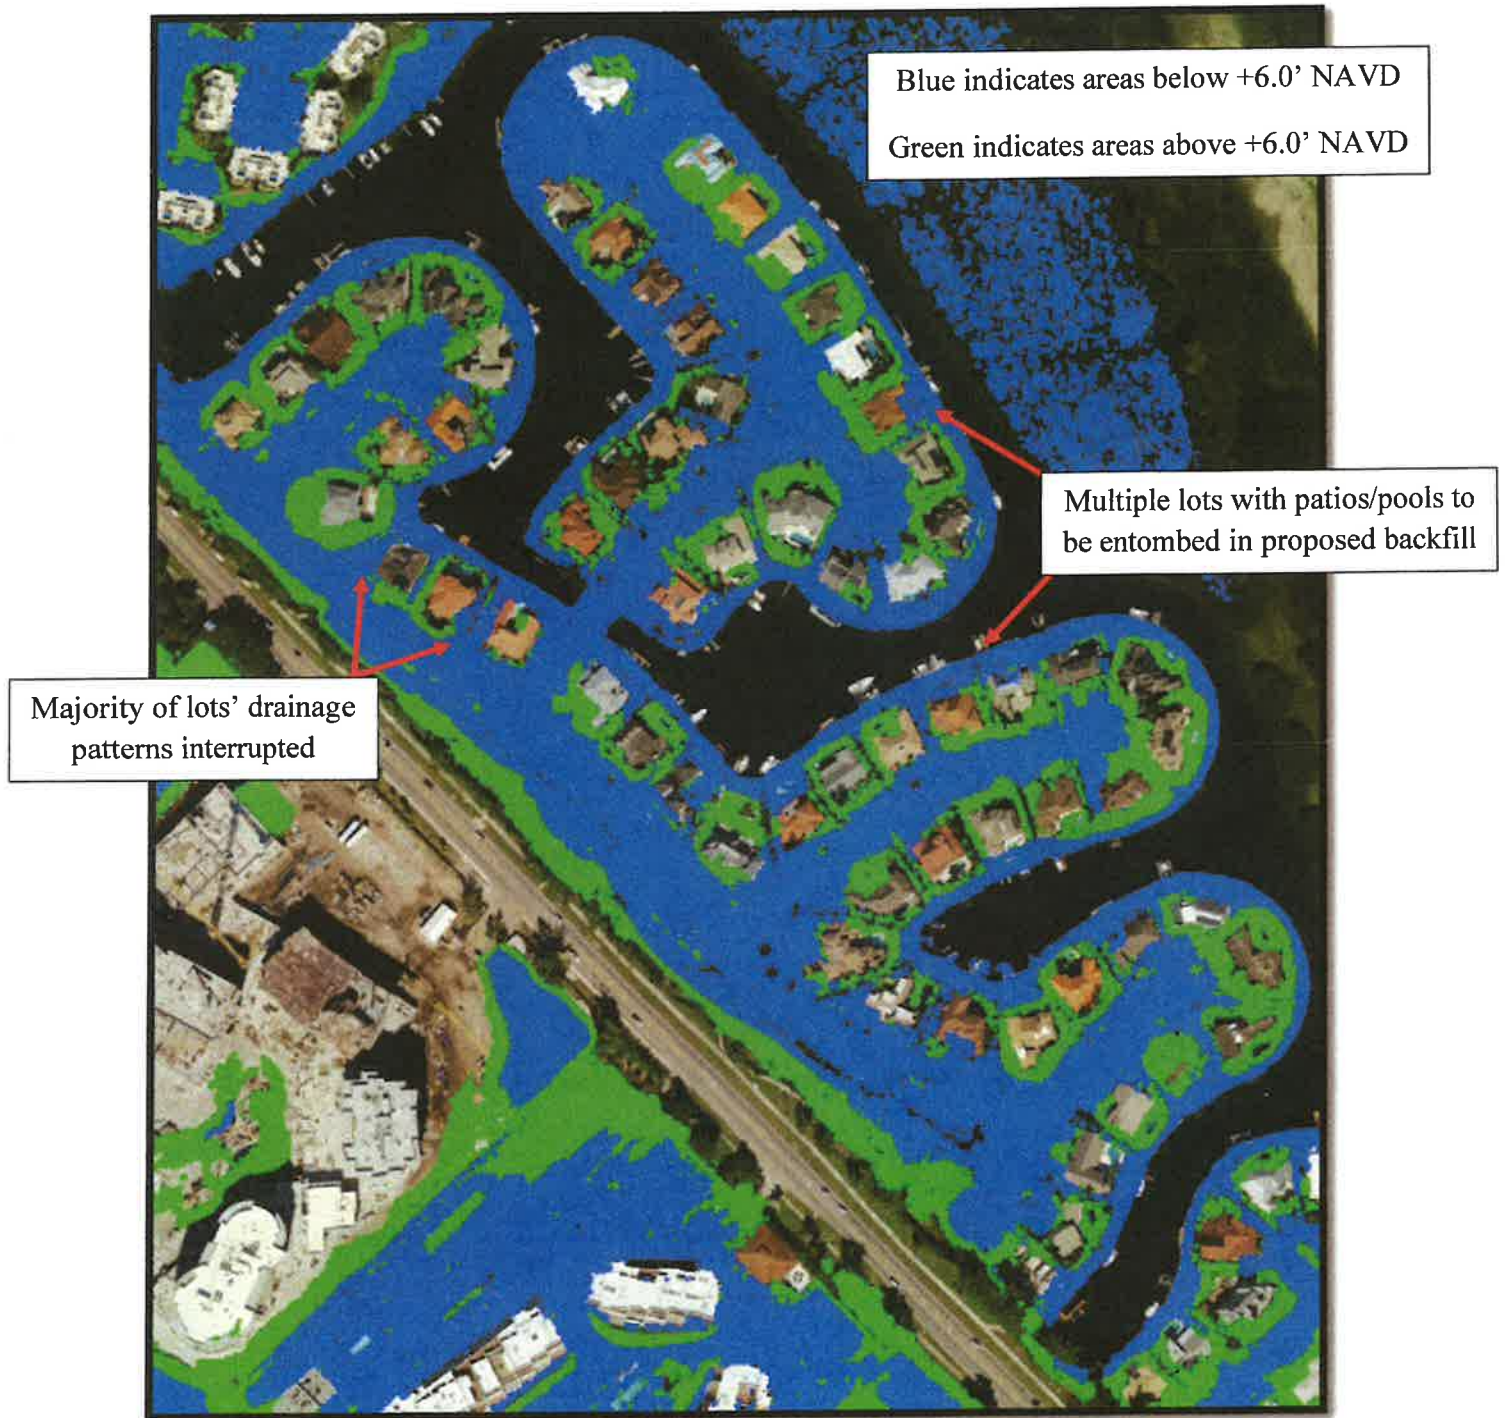 Blue indicates areas below +6.0’ NAVD
Green indicates areas above +6.0’ NAVD
Multiple lots with patios/pools to
be entombed in proposed backfill
Majority of lots’ drainage
patterns interrupted